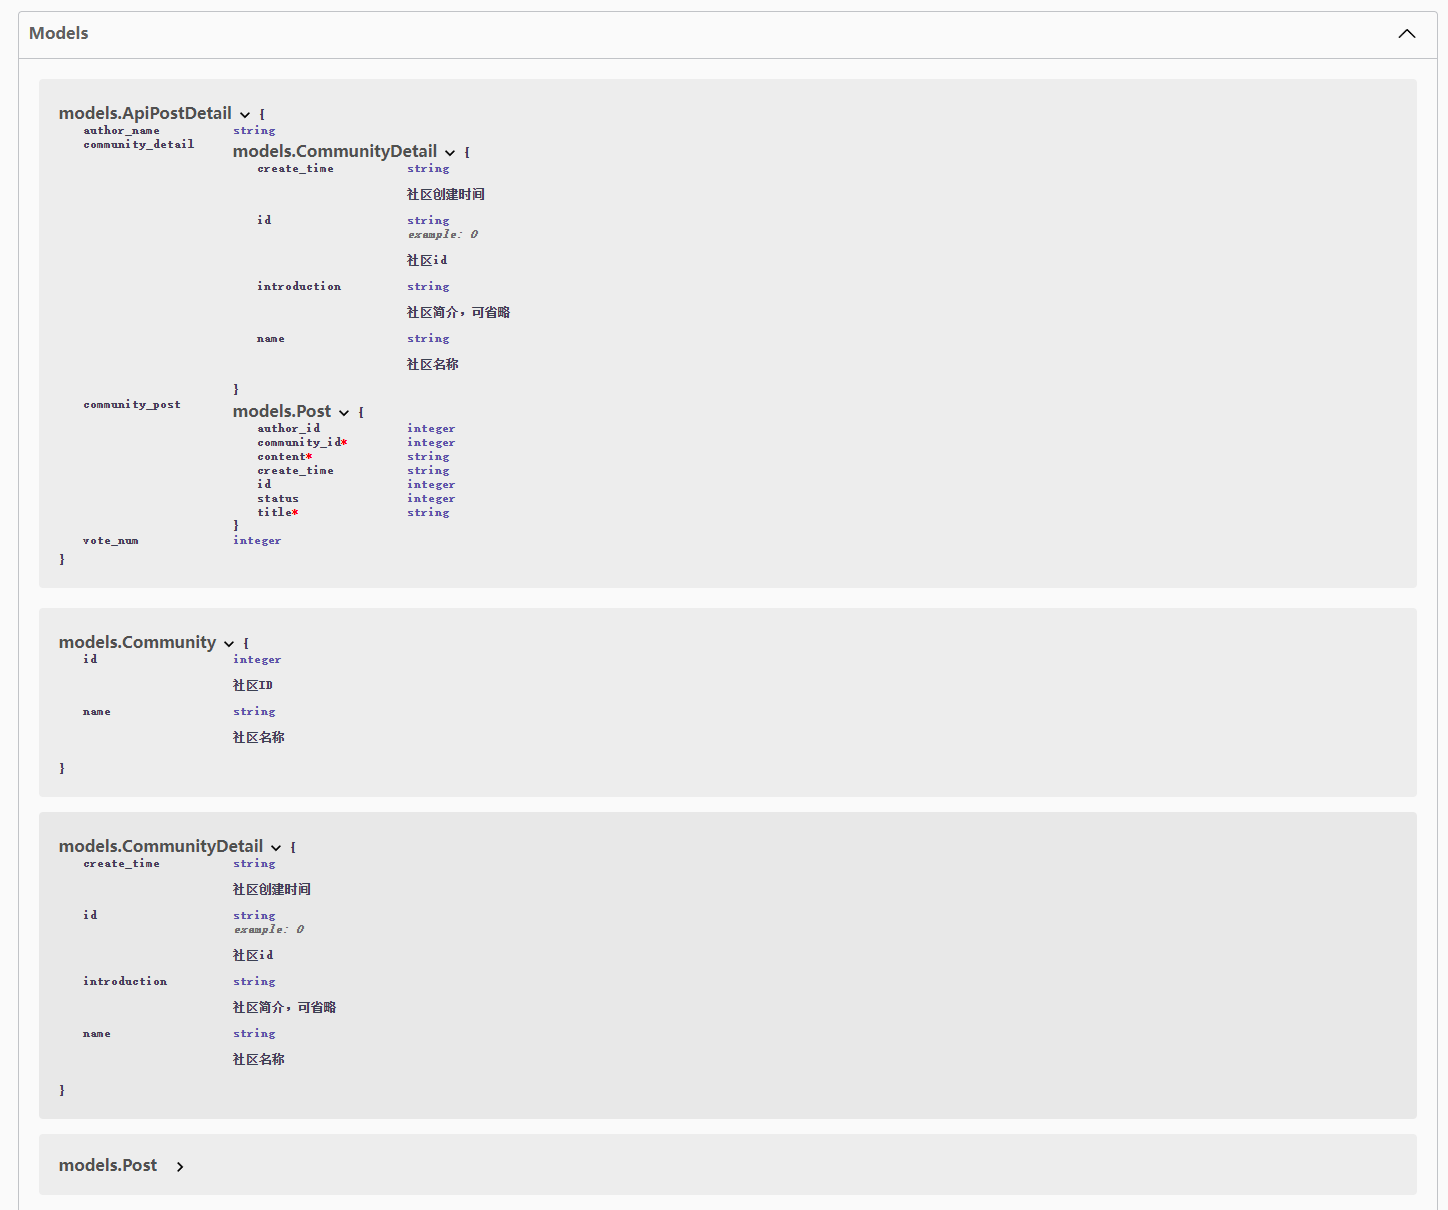 Models
models.ApiPostDetail {
author_name string
community_detail
models.CommunityDetail {
create_time string
社区创建时间
id string
example: 0
社区id
introduction string
社区简介，可省略
name string
社区名称
}
community_post
models.Post {
author_id integer
community_id* integer
content* string
create_time string
id integer
status integer
title* string
}
vote_num integer
}
models.Community {
id integer
社区ID
name string
社区名称
}
models.CommunityDetail {
create_time string
社区创建时间
id string
example: 0
社区id
introduction string
社区简介，可省略
name string
社区名称
}
models.Post